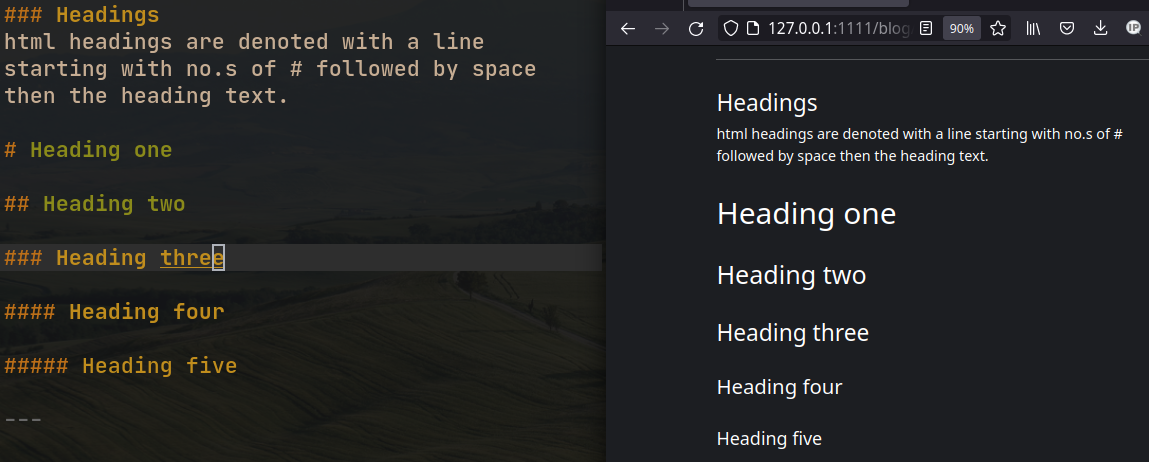 ### Headings
html headings are denoted with a line
starting with no.s of # followed by space
then the heading text.
# Heading one
## Heading two
### Heading three
#### Heading four
##### Heading five
---
127.0.0.1:1111/blog
90%
IP
Headings
html headings are denoted with a line starting with no.s of #
followed by space then the heading text.
Heading one
Heading two
Heading three
Heading four
Heading five